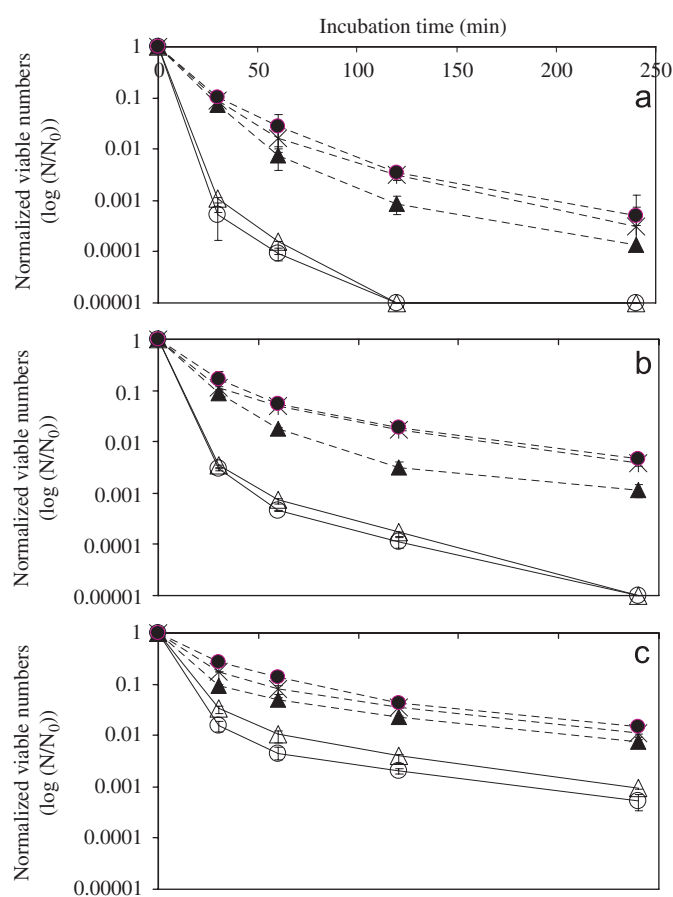 Incubation time (min)
0 50 100 150 200 250
a
1
0.1
0.01
0.001
0.0001
0.00001
Normalized viable numbers
(log (N/N0))
b
1
0.1
0.01
0.001
0.0001
0.00001
Normalized viable numbers
(log (N/N0))
c
1
0.1
0.01
0.001
0.0001
0.00001
Normalized viable numbers
(log (N/N0))